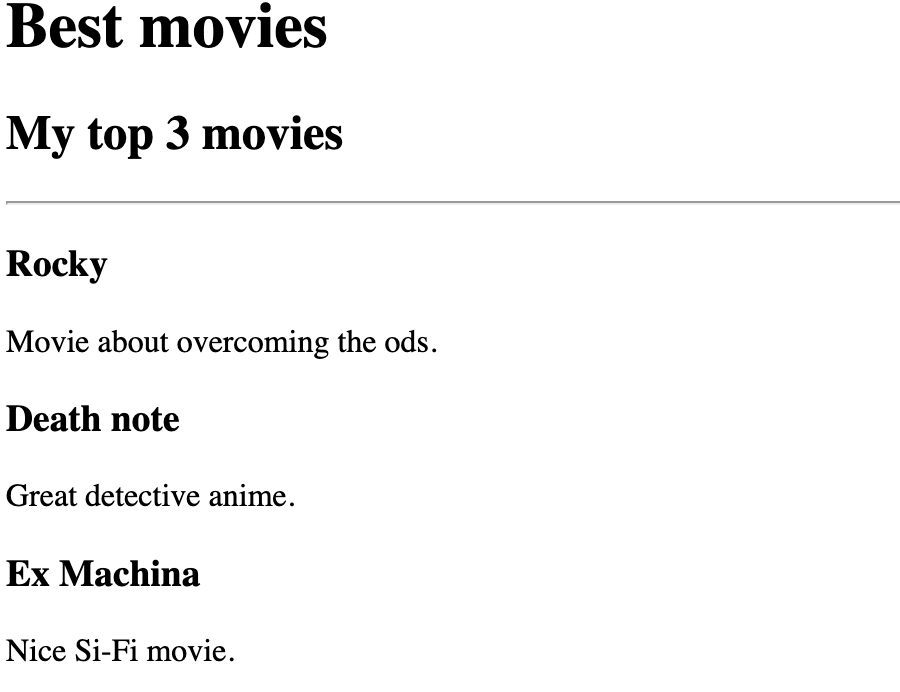 Best movies
My top 3 movies
Rocky
Movie about overcoming the ods.
Death note
Great detective anime.
Ex Machina
Nice Si-Fi movie.